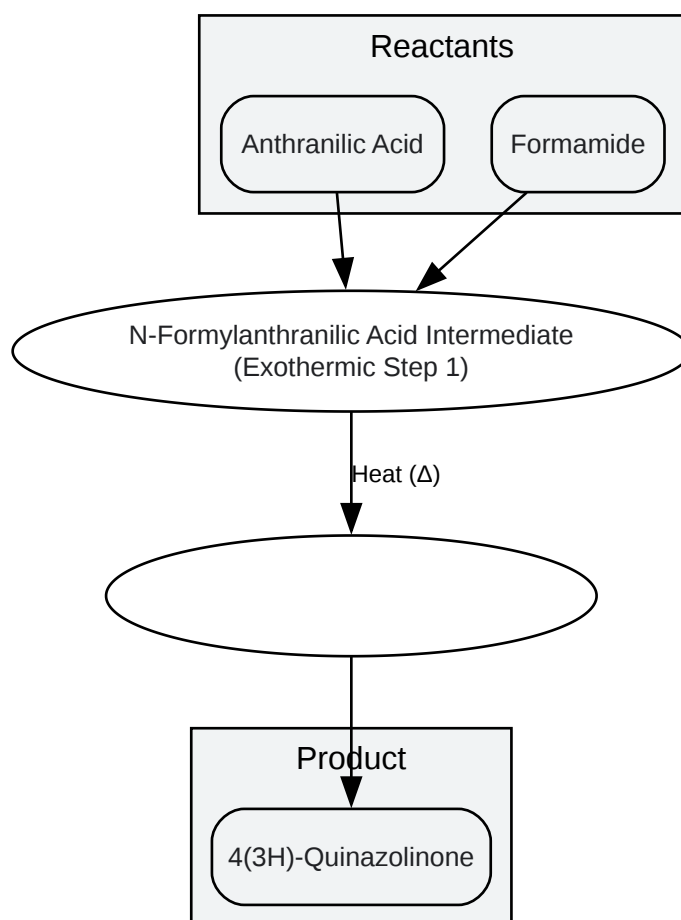 Reactants
Anthranilic Acid
Formamide
N-Formylanthranilic Acid Intermediate
(Exothermic Step 1)
Heat (Δ)
Product
4(3H)-Quinazolinone